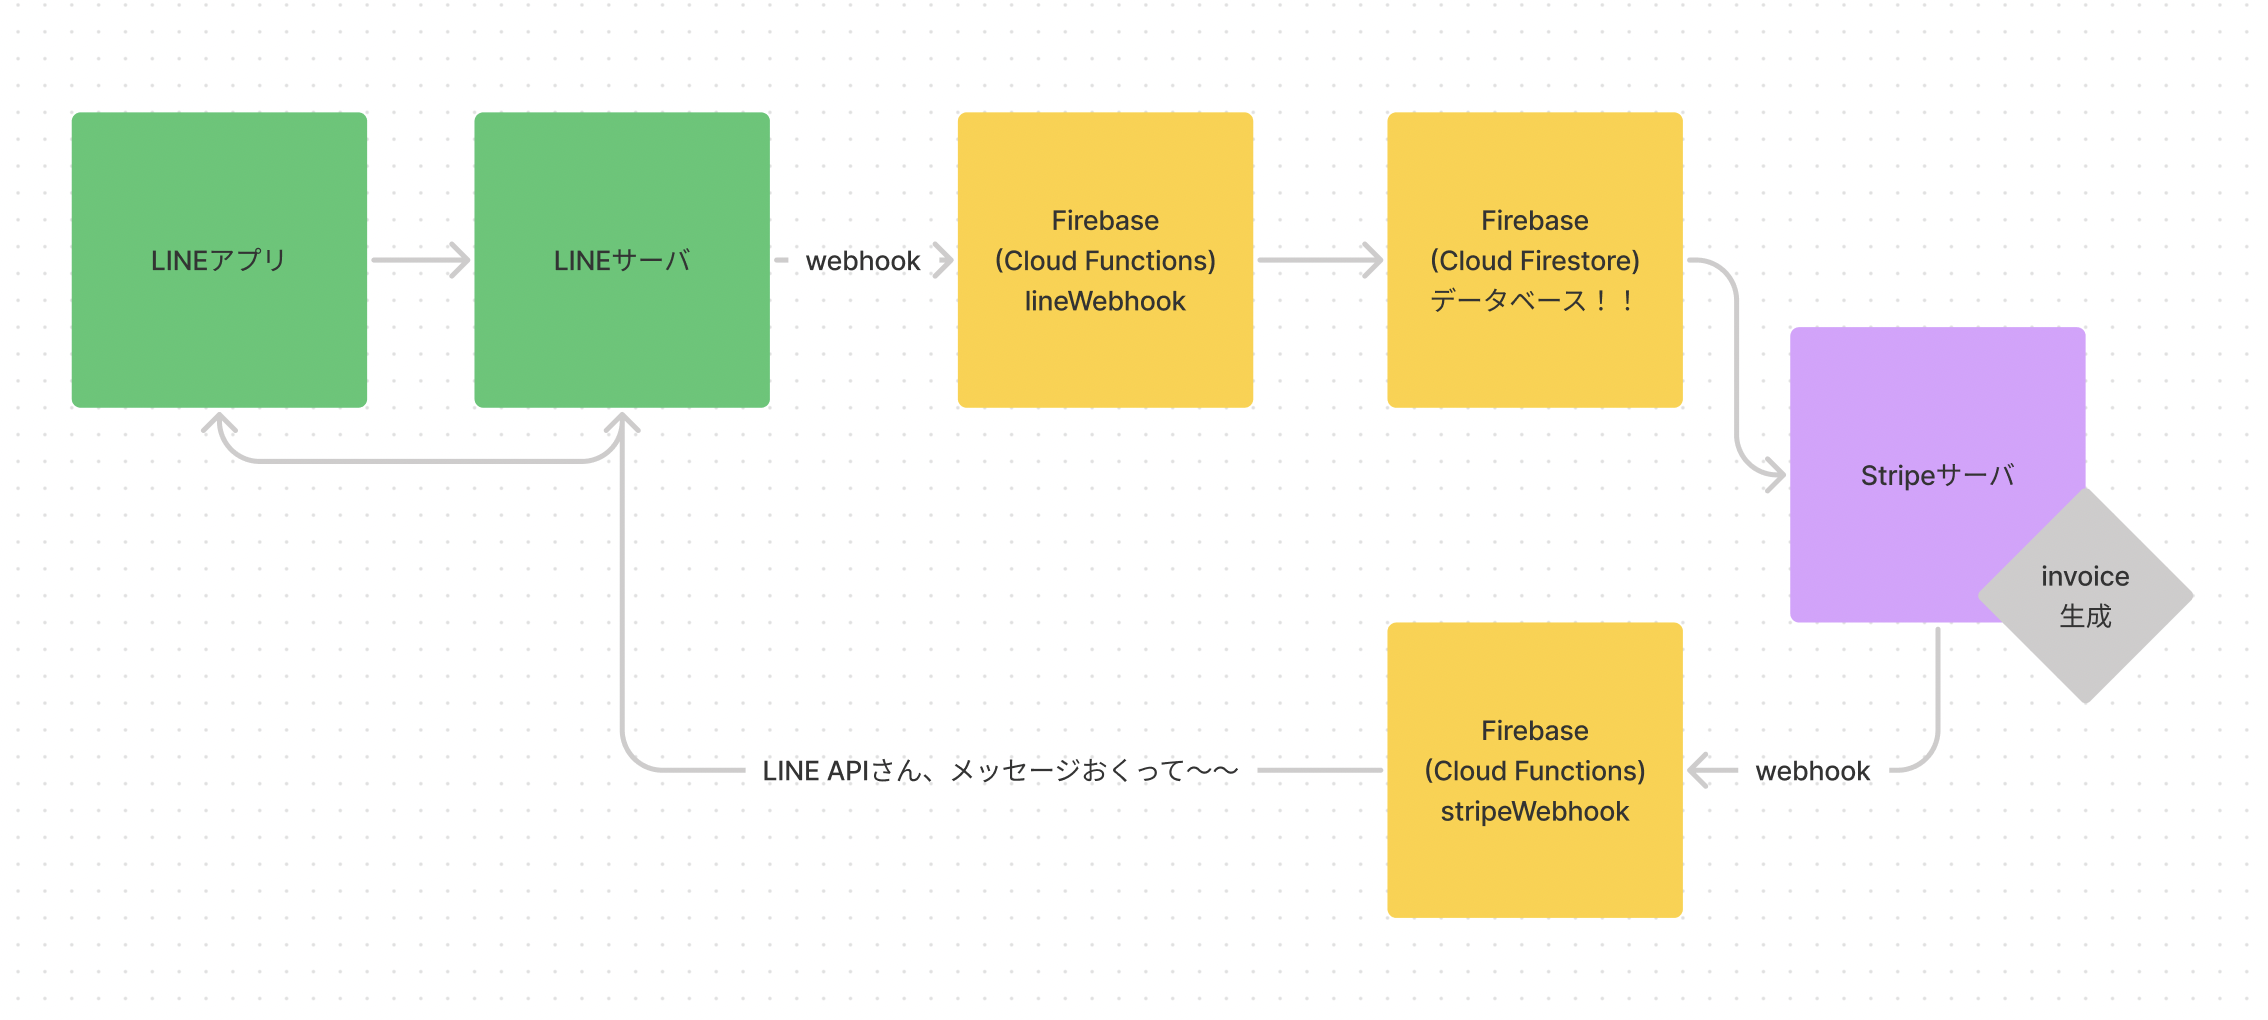 LINEアプリ
LINEサーバ
webhook
Firebase
(Cloud Functions)
lineWebhook
Firebase
(Cloud Firestore)
データベース！！
Stripeサーバ
invoice
生成
webhook
Firebase
(Cloud Functions)
stripeWebhook
LINE APIさん、メッセージおくって〜〜